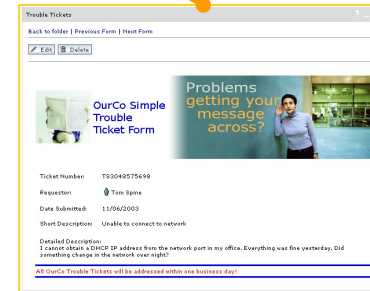 Trouble Tickets
Back to folder | Previous Form | Next Form
Edit Delete
Problems
getting your
message
across?
OurCo Simple
Trouble
Ticket Form
Ticket Number: TS3048575698
Requestor: Tom Spine
Date Submitted: 11/06/2003
Short Description: Unable to connect to network
Detailed Description:
I cannot obtain a DHCP IP address from the network port in my office. Everything was fine yesterday. Did
something change in the network over night?
All OurCo Trouble Tickets will be addressed within one business day!